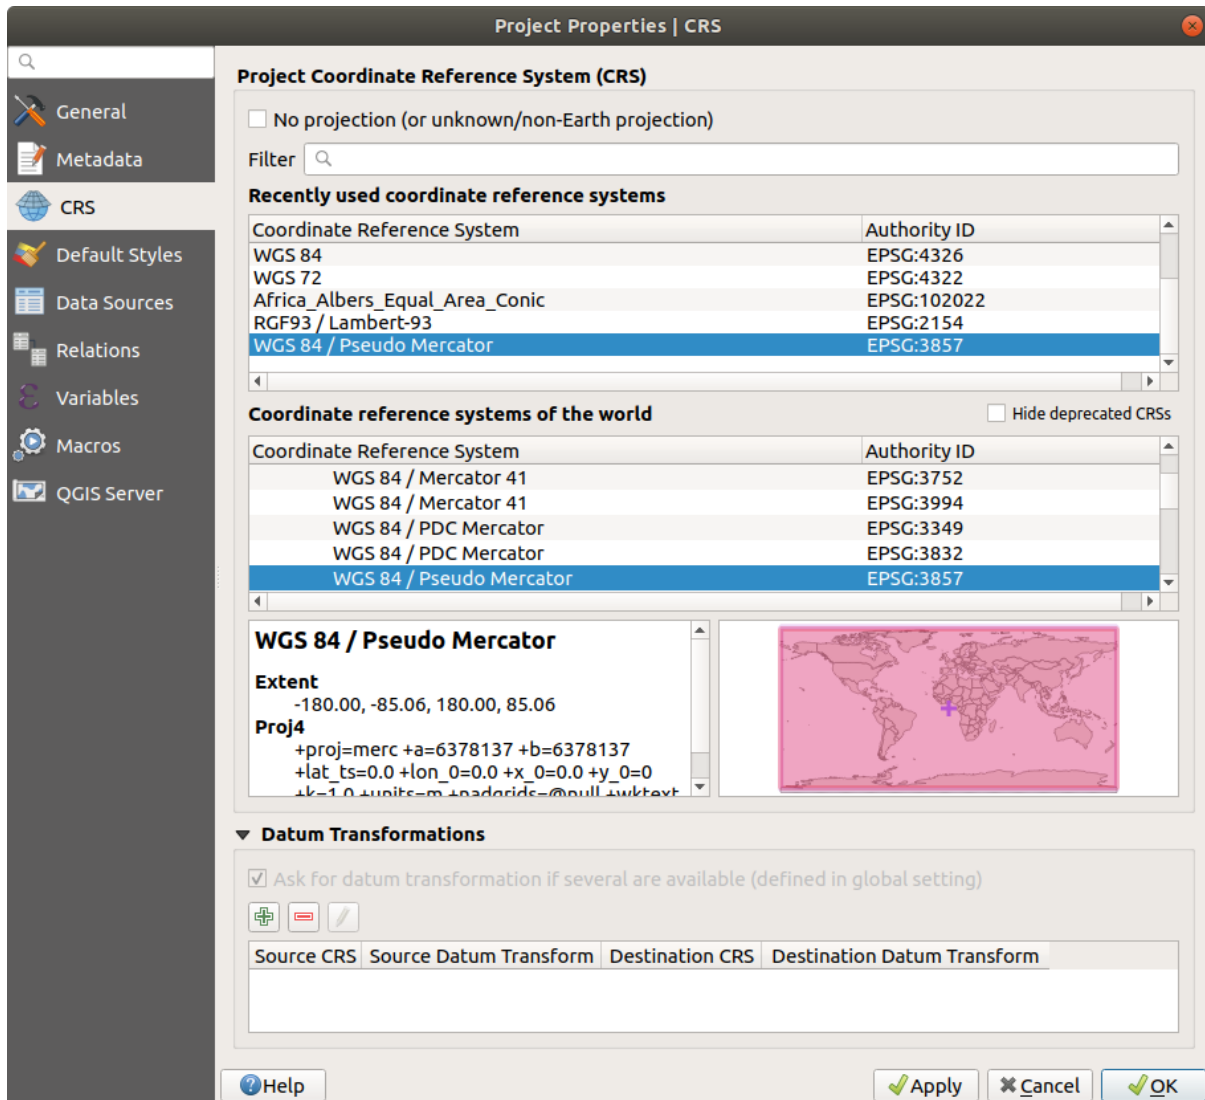 Project Properties | CRS
General
Metadata
CRS
Default Styles
Data Sources
Relations
Variables
Macros
QGIS Server
Project Coordinate Reference System (CRS)
No projection (or unknown/non-Earth projection)
Filter
Recently used coordinate reference systems
Coordinate Reference System Authority ID
WGS 84 EPSG:4326
WGS 72 EPSG:4322
Africa_Albers_Equal_Area_Conic EPSG:102022
RGF93 / Lambert-93 EPSG:2154
WGS 84 / Pseudo Mercator EPSG:3857
Coordinate reference systems of the world Hide deprecated CRSs
Coordinate Reference System Authority ID
WGS 84 / Mercator 41 EPSG:3752
WGS 84 / Mercator 41 EPSG:3994
WGS 84 / PDC Mercator EPSG:3349
WGS 84 / PDC Mercator EPSG:3832
WGS 84 / Pseudo Mercator EPSG:3857
WGS 84 / Pseudo Mercator
Extent
-180.00, -85.06, 180.00, 85.06
Proj4
+proj=merc +a=6378137 +b=6378137
+lat_ts=0.0 +lon_0=0.0 +x_0=0.0 +y_0=0
+k=1.0 +units=m +nadgrids=@null +wktext
Datum Transformations
Ask for datum transformation if several are available (defined in global setting)
Source CRS Source Datum Transform Destination CRS Destination Datum Transform
Help Apply Cancel OK